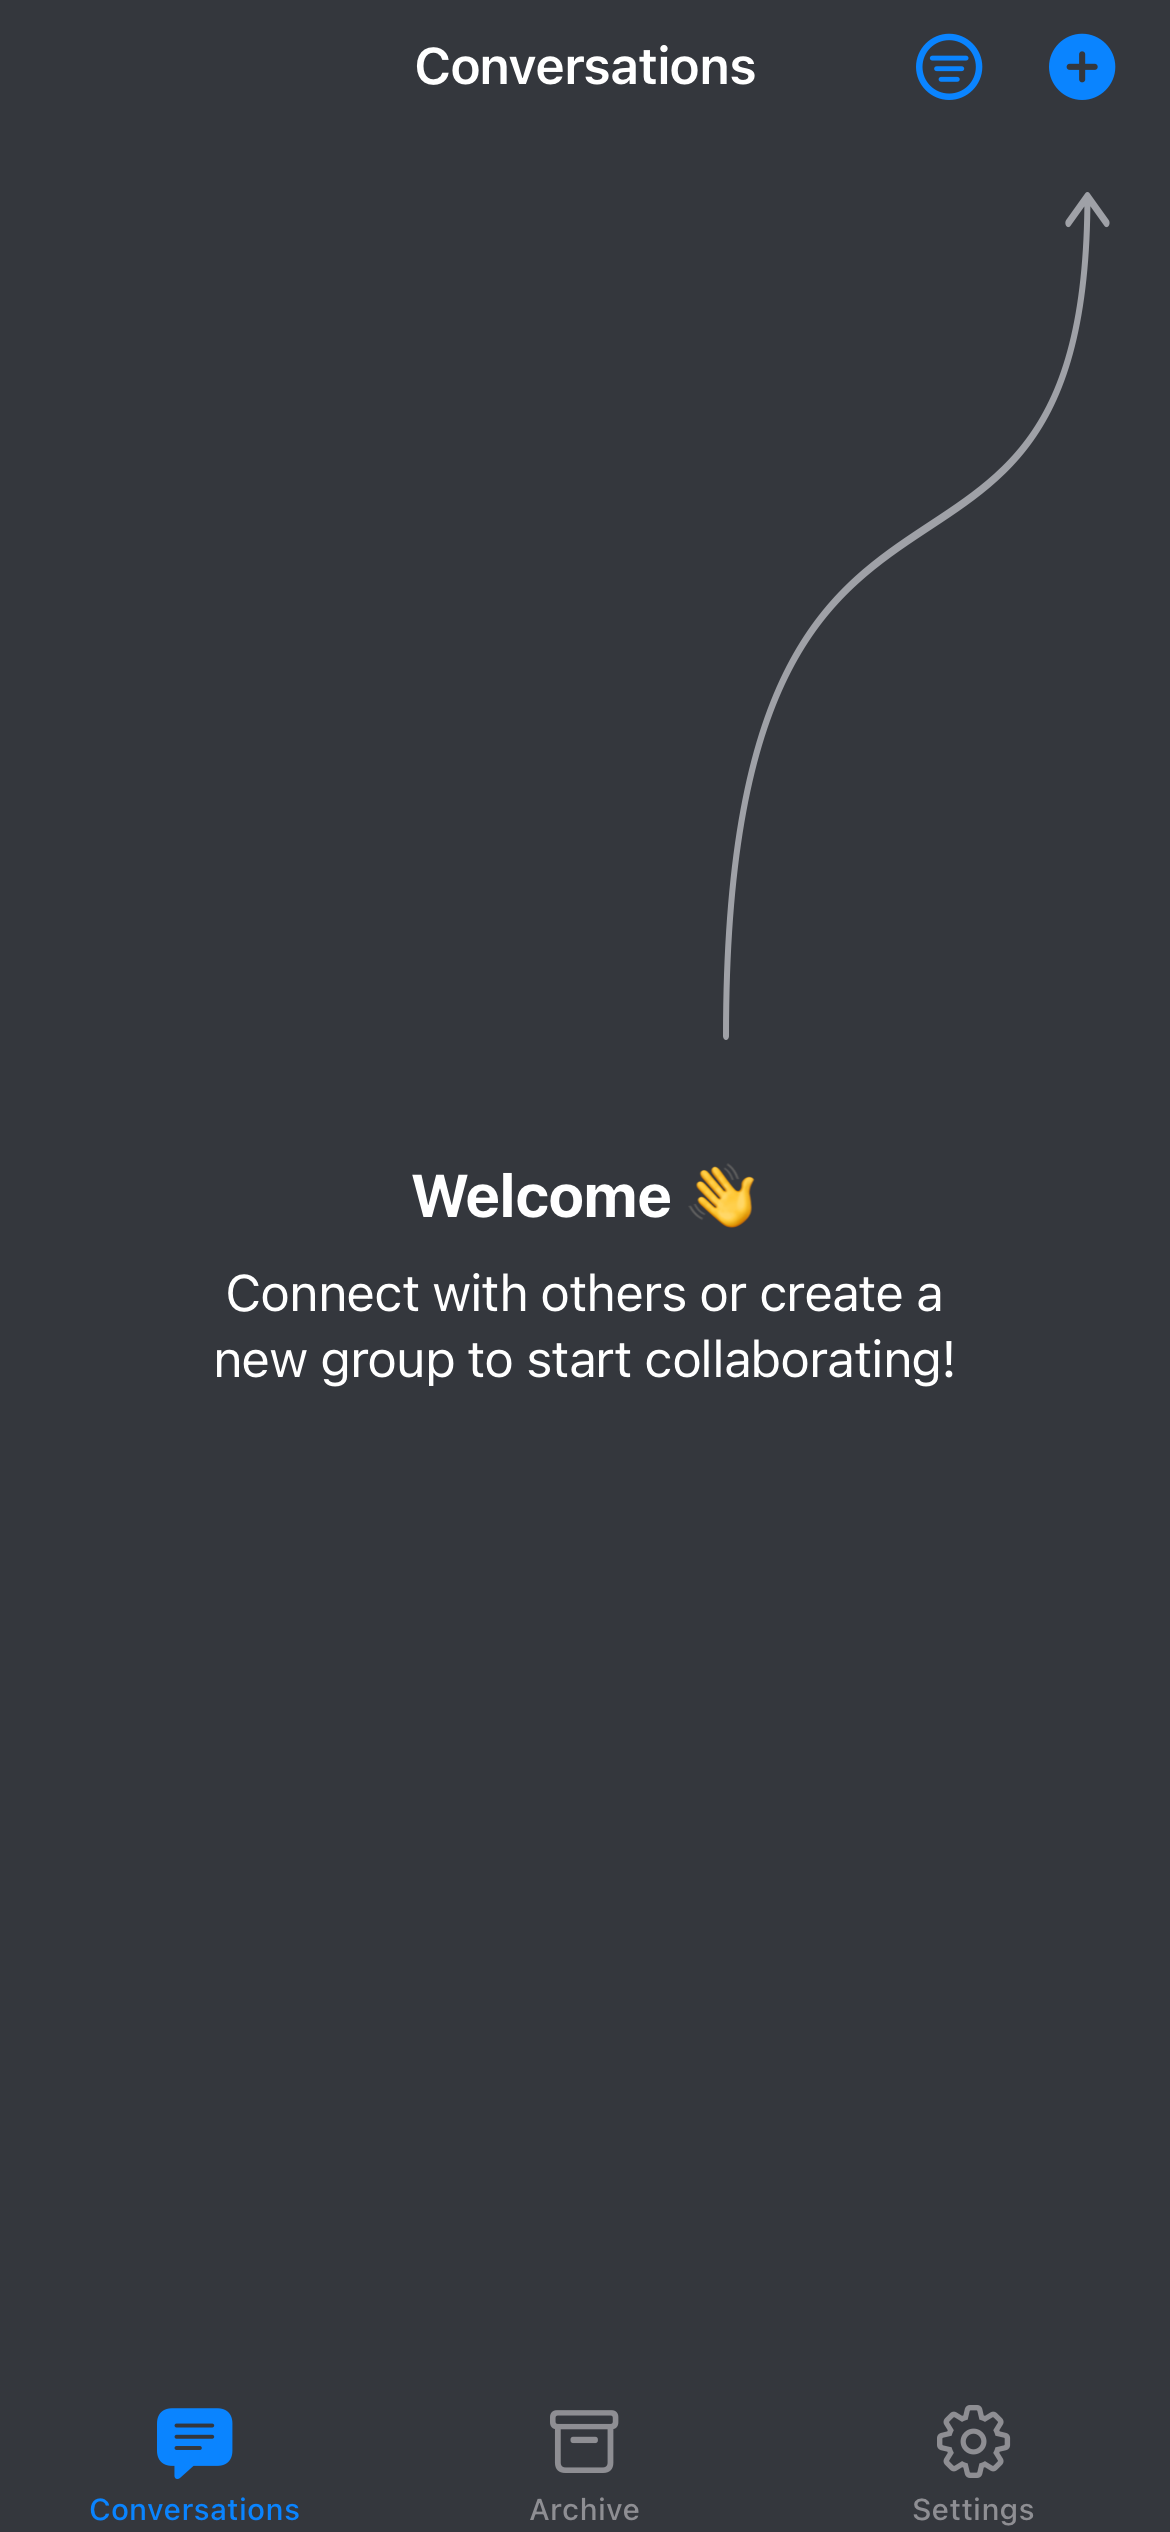 Conversations
Welcome 👋
Connect with others or create a
new group to start collaborating!
Conversations
Archive
Settings